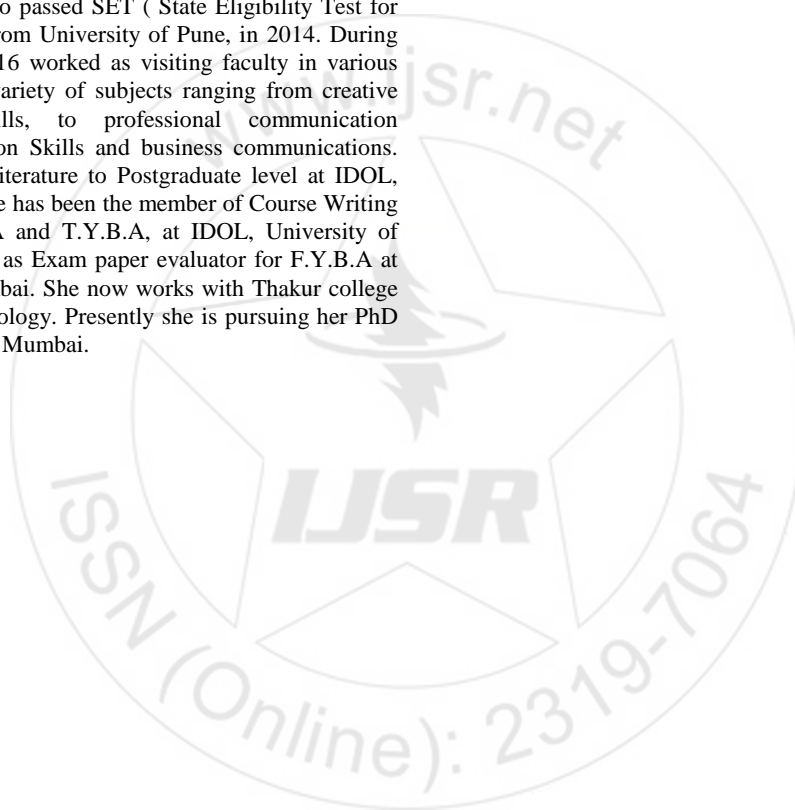 o passed SET ( State Eligibility Test for
rom University of Pune, in 2014. During
16 worked as visiting faculty in various
variety of subjects ranging from creative
lls, to professional communication
on Skills and business communications.
iterature to Postgraduate level at IDOL,
e has been the member of Course Writing
A and T.Y.B.A, at IDOL, University of
as Exam paper evaluator for F.Y.B.A at
bai. She now works with Thakur college
ology. Presently she is pursuing her PhD
Mumbai.
www.ijsr.net
IJSR
ISSN (Online): 2319-7064